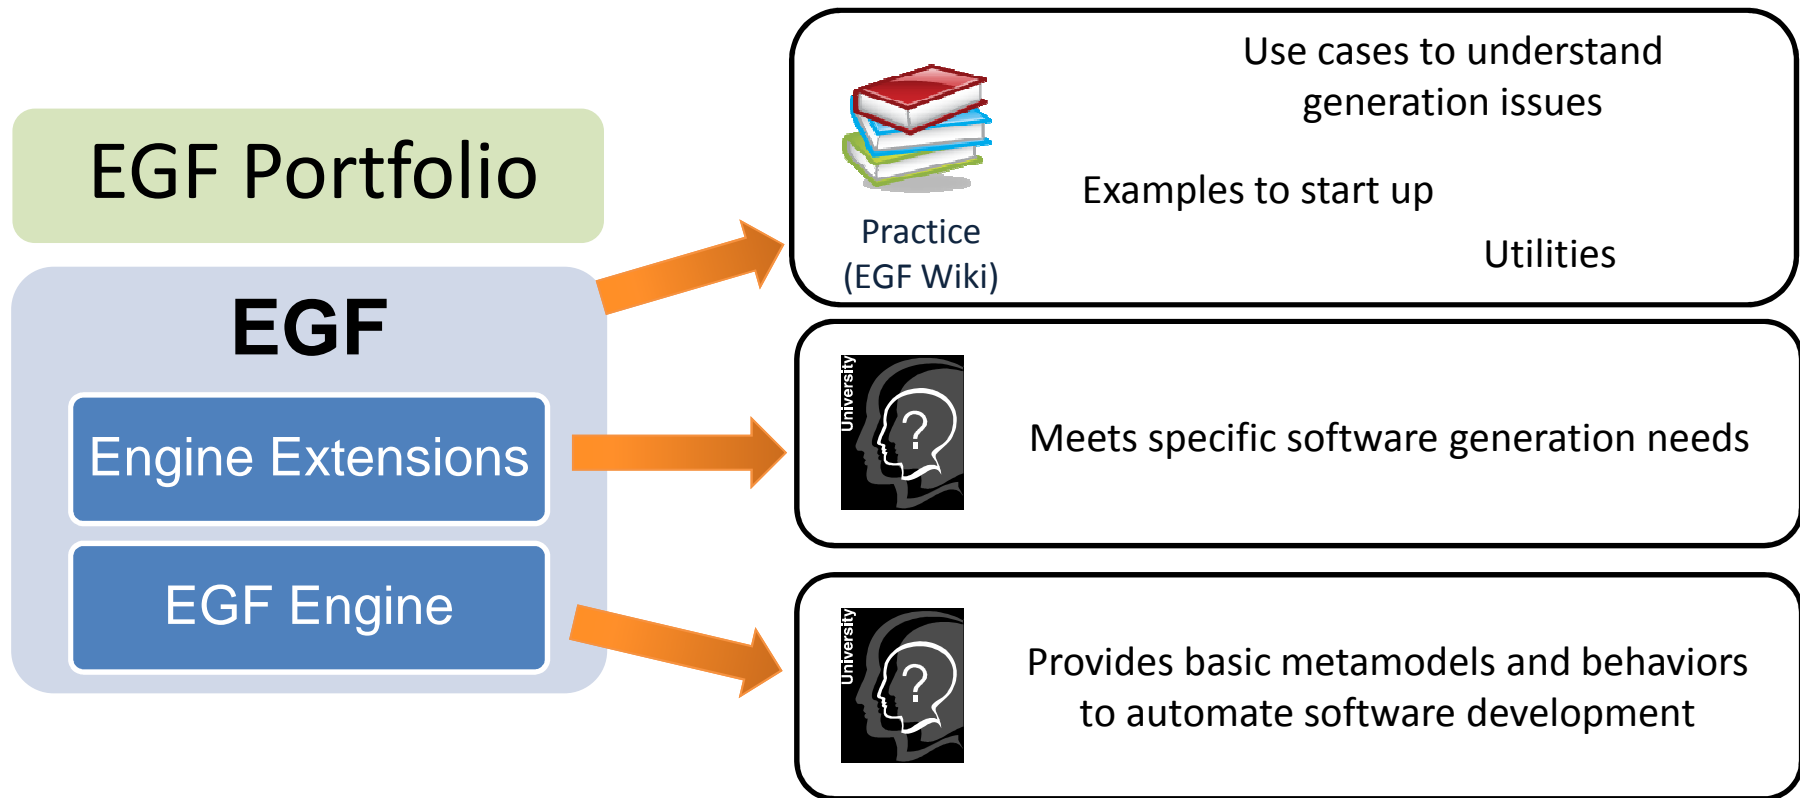 EGF Portfolio
EGF
Engine Extensions
EGF Engine
Use cases to understand
generation issues
Examples to start up
Utilities
Practice
(EGF Wiki)
University
?
Meets specific software generation needs
University
?
Provides basic metamodels and behaviors
to automate software development